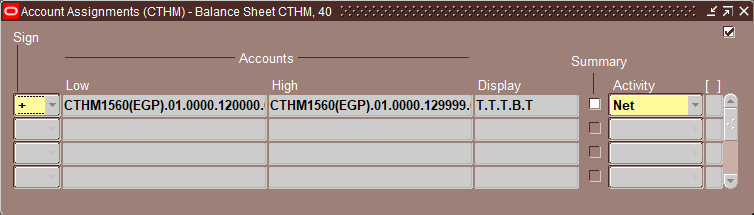 Account Assignments (CTHM) - Balance Sheet CTHM, 40
Sign
Accounts
Summary
Low High Display Activity [ ]
+ CTHM1560(EGP).01.0000.120000. CTHM1560(EGP).01.0000.129999. T.T.T.B.T Net